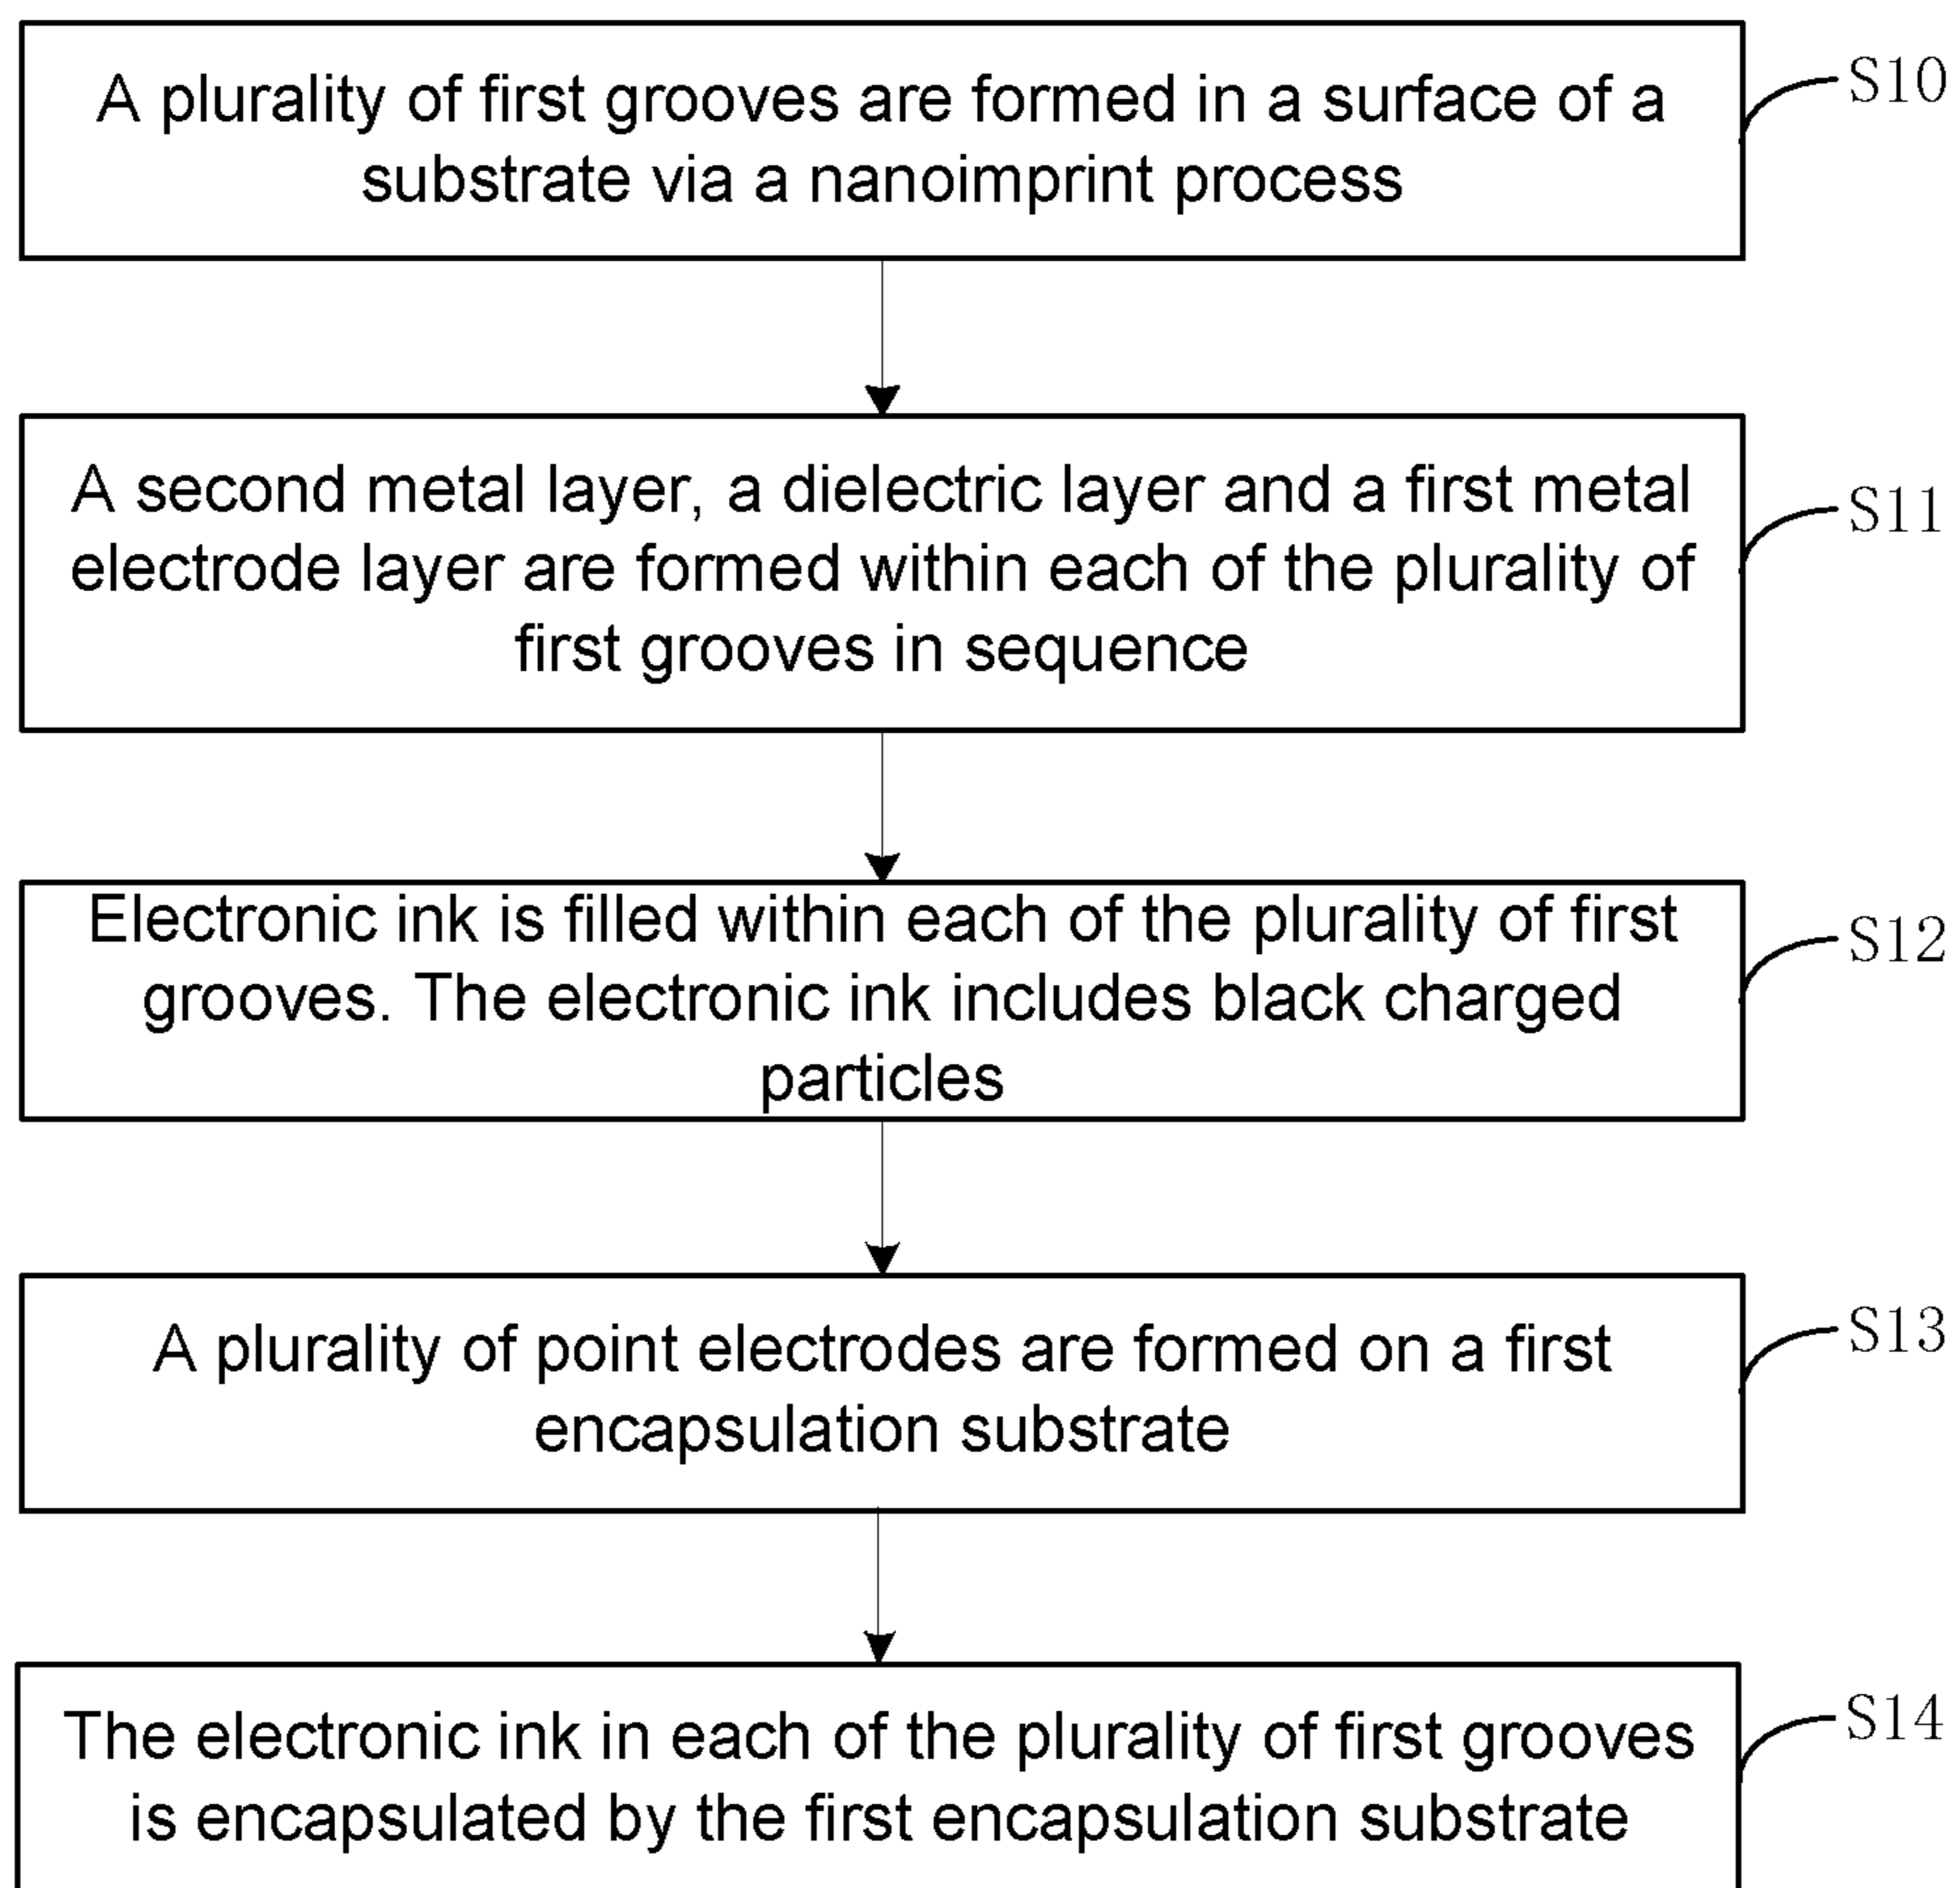 A plurality of first grooves are formed in a surface of a
substrate via a nanoimprint process
S10
A second metal layer, a dielectric layer and a first metal
electrode layer are formed within each of the plurality of
first grooves in sequence
S11
Electronic ink is filled within each of the plurality of first
grooves. The electronic ink includes black charged
particles
S12
A plurality of point electrodes are formed on a first
encapsulation substrate
S13
The electronic ink in each of the plurality of first grooves
is encapsulated by the first encapsulation substrate
S14